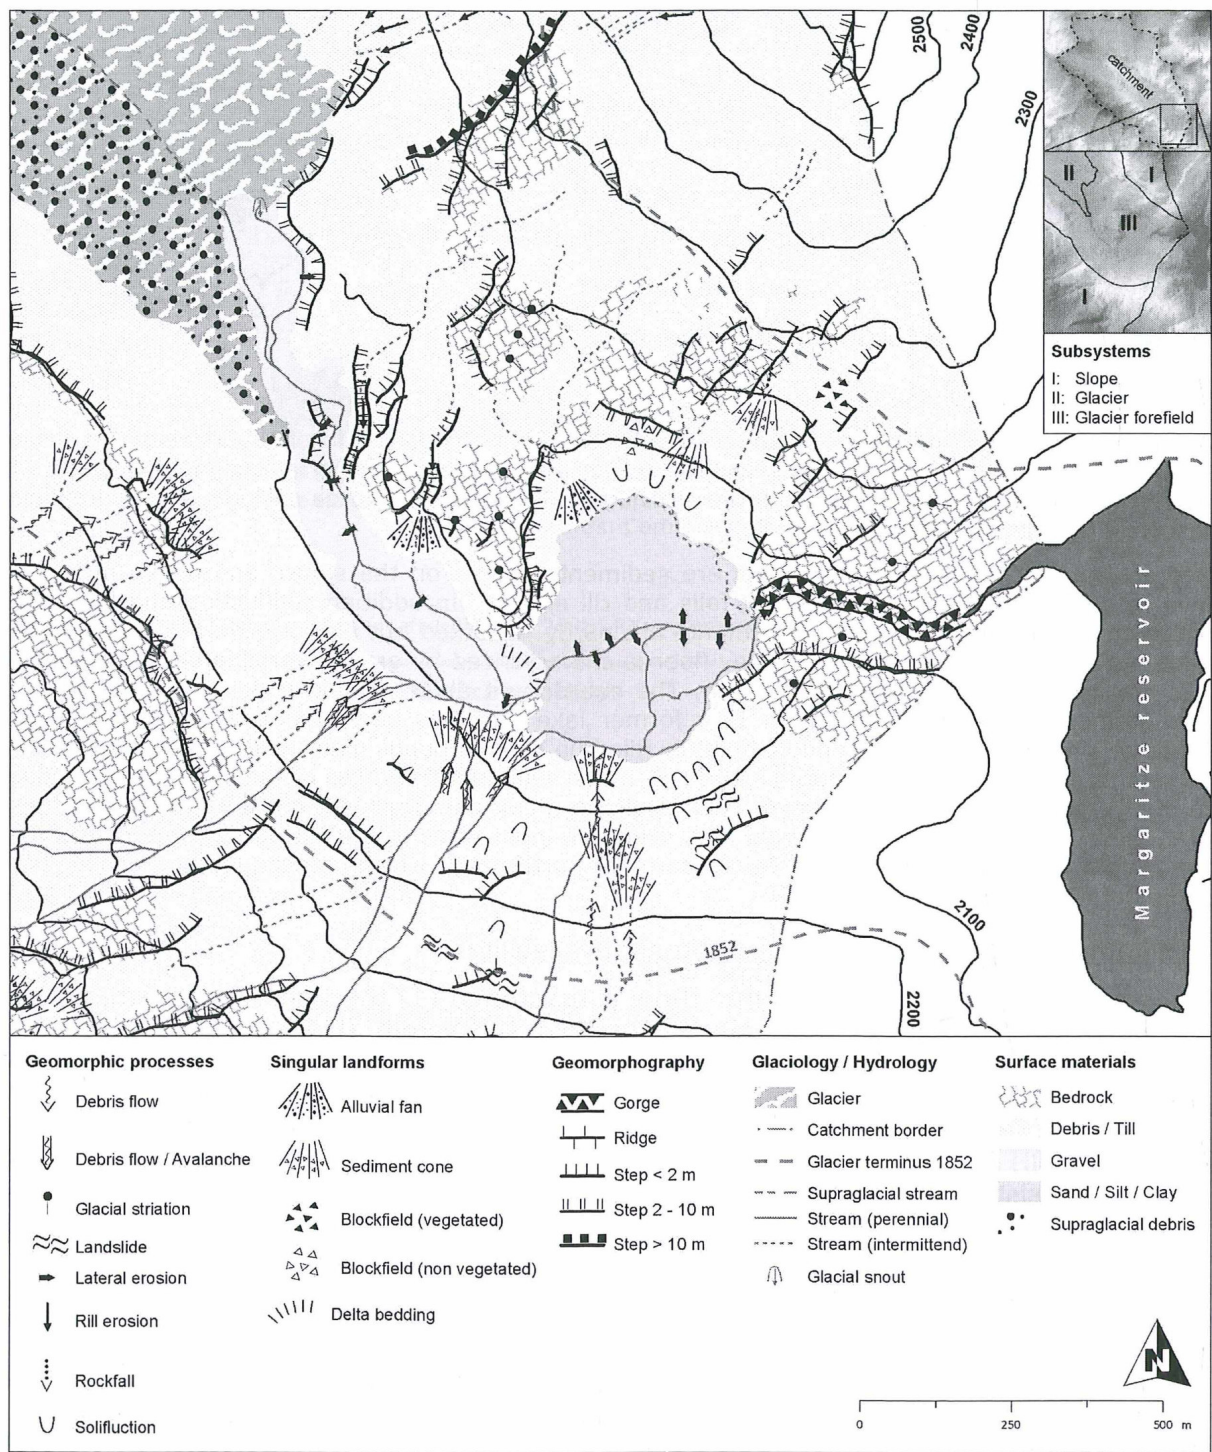 2500
2400
2300
catchment
II
I
III
I
Subsystems
I: Slope
II: Glacier
III: Glacier forefield
Margaritze reservoir
2100
1852
2200
Geomorphic processes
Debris flow
Debris flow / Avalanche
Glacial striation
Landslide
Lateral erosion
Rill erosion
Rockfall
Solifluction
Singular landforms
Alluvial fan
Sediment cone
Blockfield (vegetated)
Blockfield (non vegetated)
Delta bedding
Geomorphography
Gorge
Ridge
Step < 2 m
Step 2 - 10 m
Step > 10 m
Glaciology / Hydrology
Glacier
Catchment border
Glacier terminus 1852
Supraglacial stream
Stream (perennial)
Stream (intermittend)
Glacial snout
Surface materials
Bedrock
Debris / Till
Gravel
Sand / Silt / Clay
Supraglacial debris
N
0 250 500 m